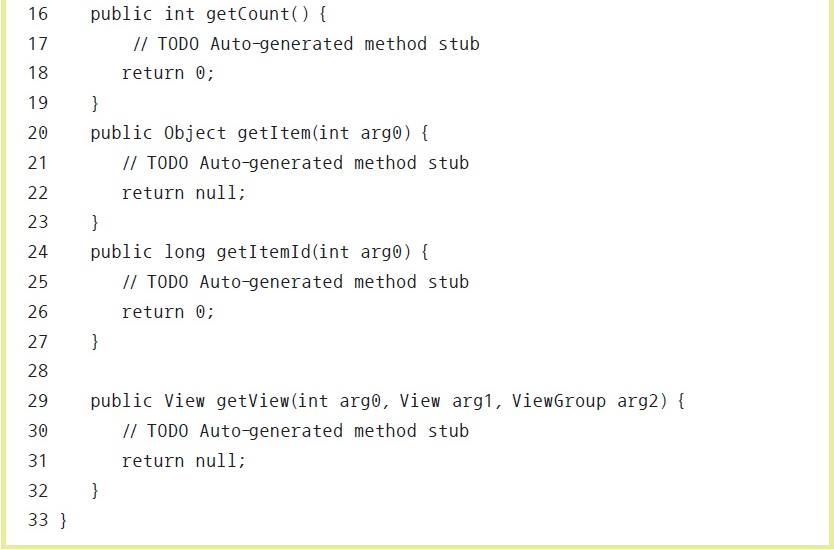 16    public int getCount() {
17        // TODO Auto-generated method stub
18       return 0;
19    }
20    public Object getItem(int arg0) {
21       // TODO Auto-generated method stub
22       return null;
23    }
24    public long getItemId(int arg0) {
25       // TODO Auto-generated method stub
26       return 0;
27    }
28
29    public View getView(int arg0, View arg1, ViewGroup arg2) {
30       // TODO Auto-generated method stub
31       return null;
32    }
33 }